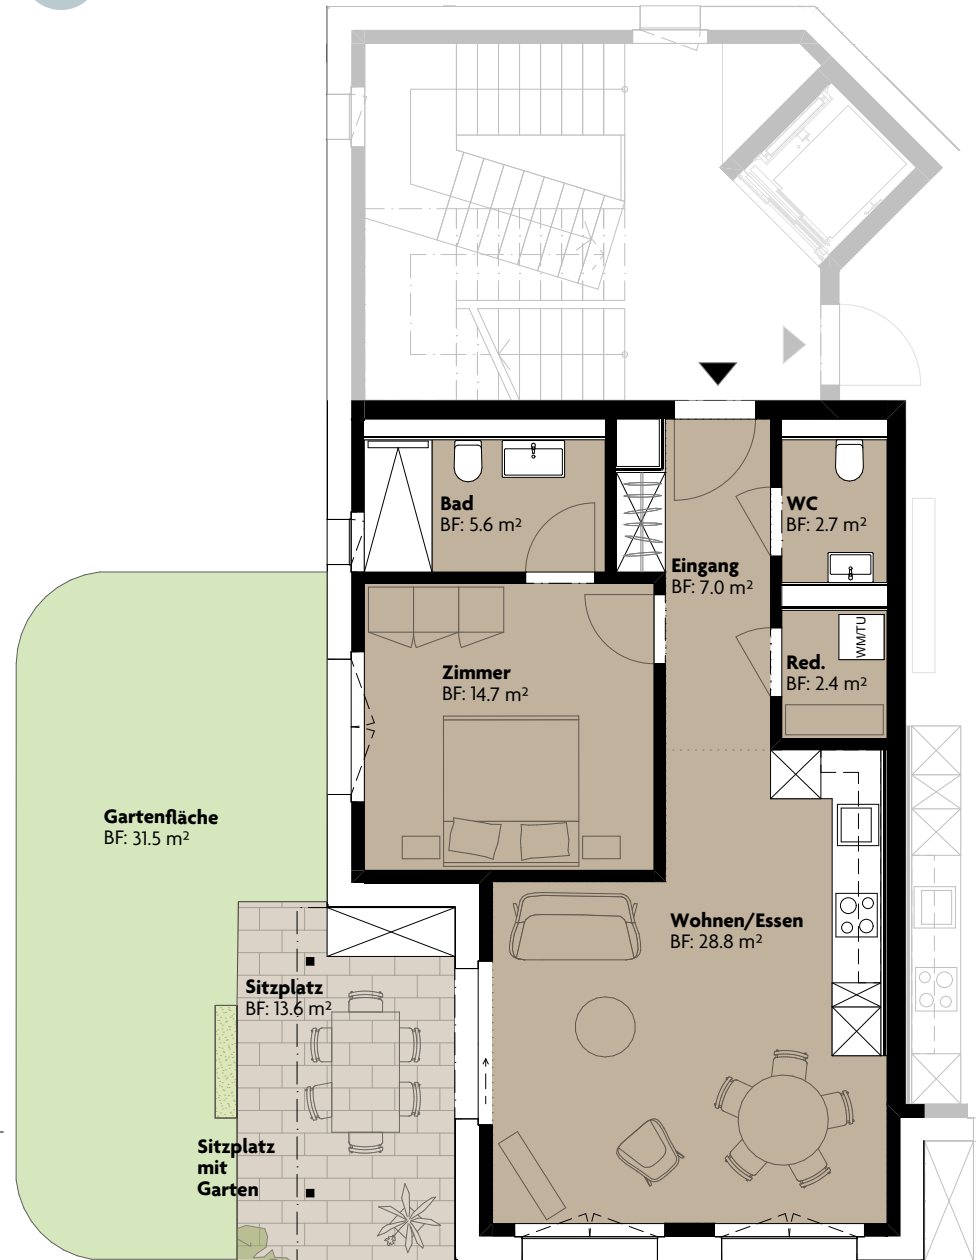 Bad
BF: 5.6 m²
WC
BF: 2.7 m²
Eingang
BF: 7.0 m²
WM/TU
Red.
BF: 2.4 m²
Zimmer
BF: 14.7 m²
Gartenfläche
BF: 31.5 m²
Wohnen/Essen
BF: 28.8 m²
Sitzplatz
BF: 13.6 m²
Sitzplatz
mit
Garten